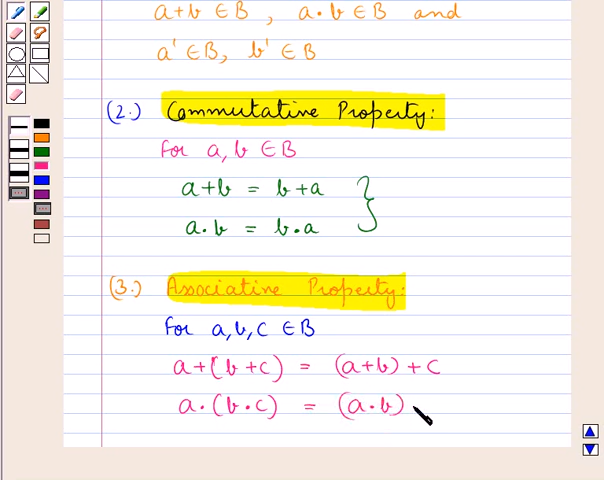 a+b ∈ B , a·b ∈ B and
a' ∈ B, b' ∈ B
(2.) Commutative Property:
For a, b ∈ B
a+b = b+a }
a·b = b·a
(3.) Associative Property:
For a, b, c ∈ B
a+(b+c) = (a+b)+c
a·(b·c) = (a·b)